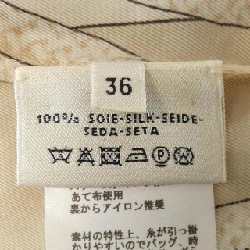 36
100% SOIE-SILK-SEIDE-
SEDA-SETA
あて布使用
裏からアイロン推奨
素材の特性上、糸が引っ掛
かりやすいのでバッグ、時